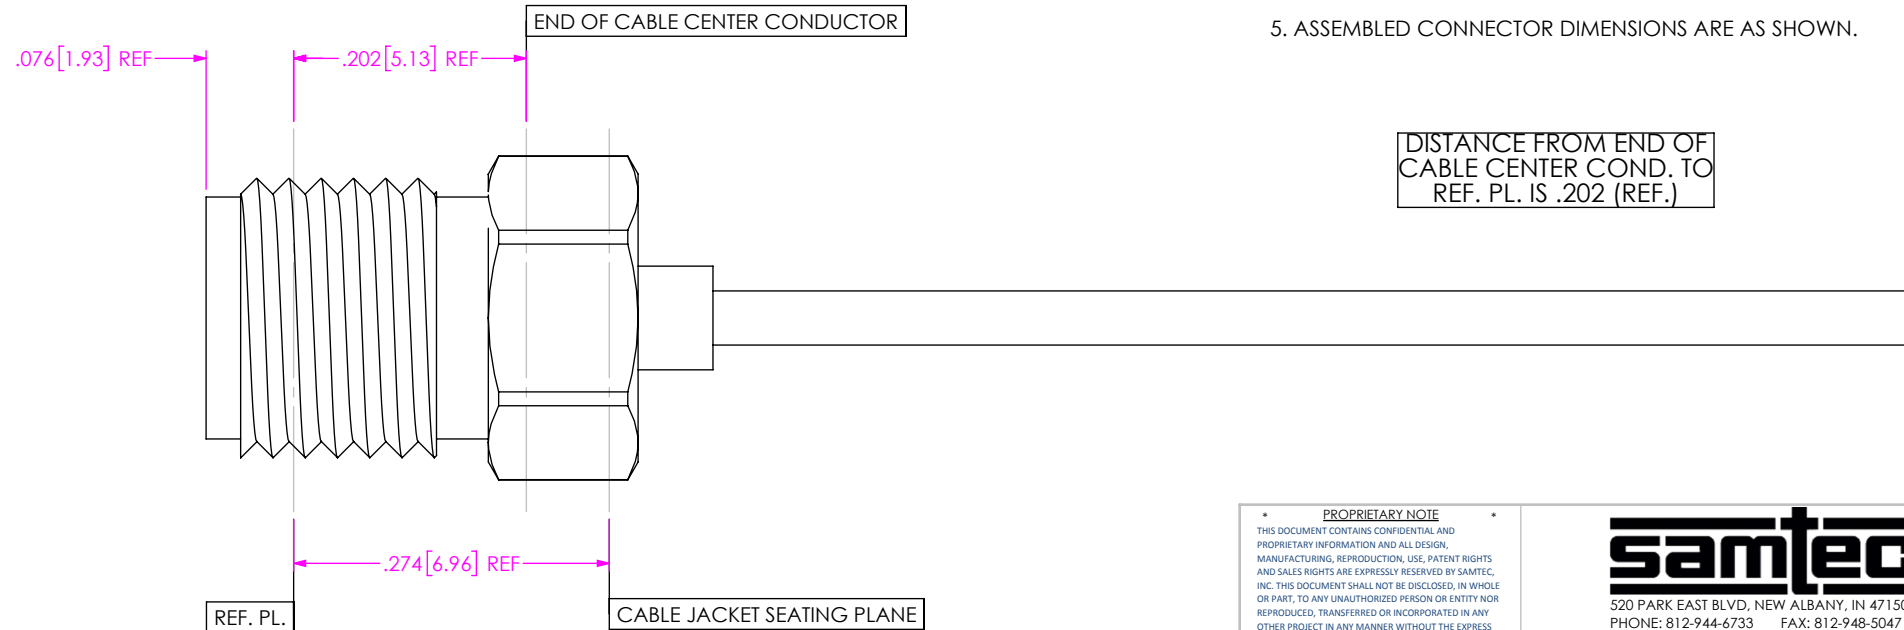 END OF CABLE CENTER CONDUCTOR
5. ASSEMBLED CONNECTOR DIMENSIONS ARE AS SHOWN.
.076[1.93] REF
.202[5.13] REF
DISTANCE FROM END OF
CABLE CENTER COND. TO
REF. PL. IS .202 (REF.)
.274[6.96] REF
REF. PL.
CABLE JACKET SEATING PLANE
* PROPRIETARY NOTE *
THIS DOCUMENT CONTAINS CONFIDENTIAL AND
PROPRIETARY INFORMATION AND ALL DESIGN,
MANUFACTURING, REPRODUCTION, USE, PATENT RIGHTS
AND SALES RIGHTS ARE EXPRESSLY RESERVED BY SAMTEC,
INC. THIS DOCUMENT SHALL NOT BE DISCLOSED, IN WHOLE
OR PART, TO ANY UNAUTHORIZED PERSON OR ENTITY NOR
REPRODUCED, TRANSFERRED OR INCORPORATED IN ANY
OTHER PROJECT IN ANY MANNER WITHOUT THE EXPRESS
samtec
520 PARK EAST BLVD, NEW ALBANY, IN 47150
PHONE: 812-944-6733 FAX: 812-948-5047